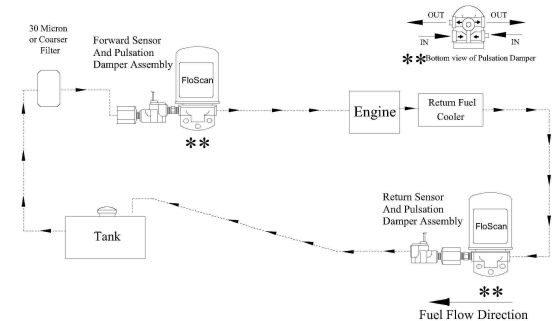 30 Micron
or Coarser
Filter
Forward Sensor
And Pulsation
Damper Assembly
FloScan
**
OUT
OUT
IN
IN
**Bottom view of Pulsation Damper
Engine
Return Fuel
Cooler
Tank
Return Sensor
And Pulsation
Damper Assembly
FloScan
**
Fuel Flow Direction